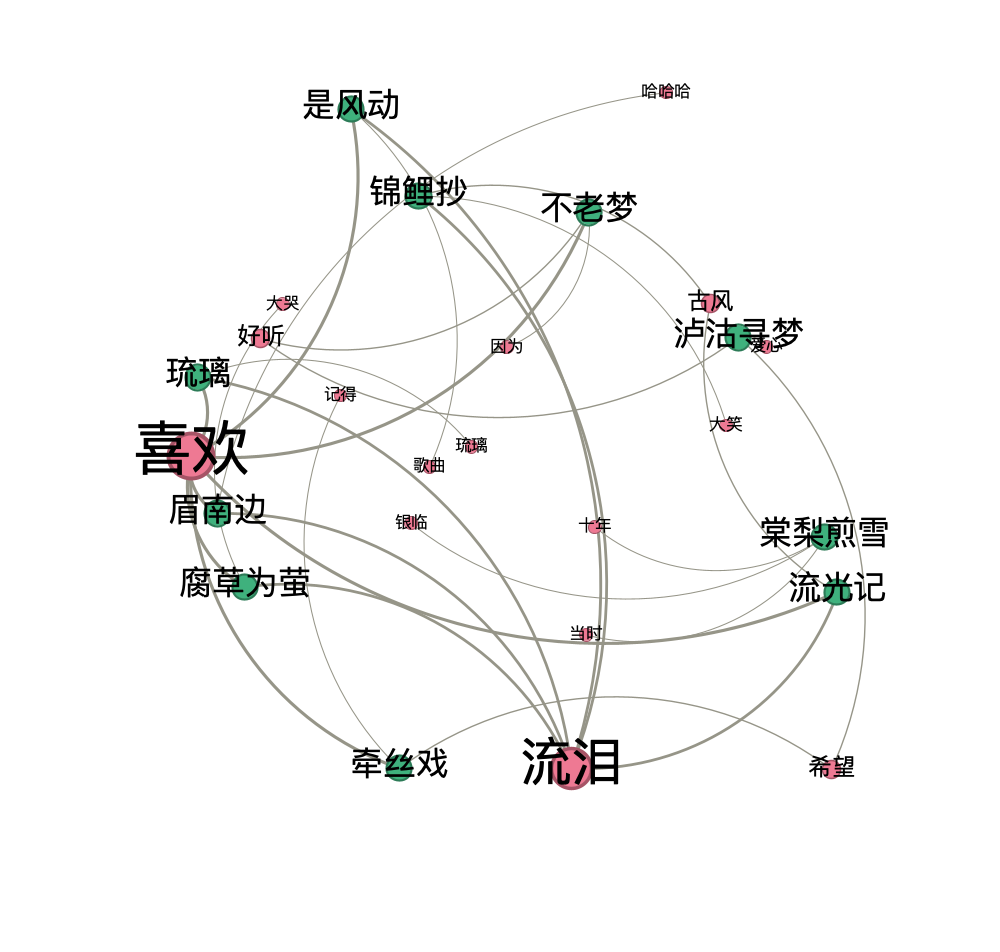 哈哈哈
是风动
锦鲤抄
不老梦
大哭
古风
好听
泸沽寻梦
因为
爱心
琉璃
记得
大笑
喜欢
琉璃
歌曲
眉南边
银临
十年
棠梨煎雪
腐草为萤
流光记
当时
牵丝戏
流泪
希望